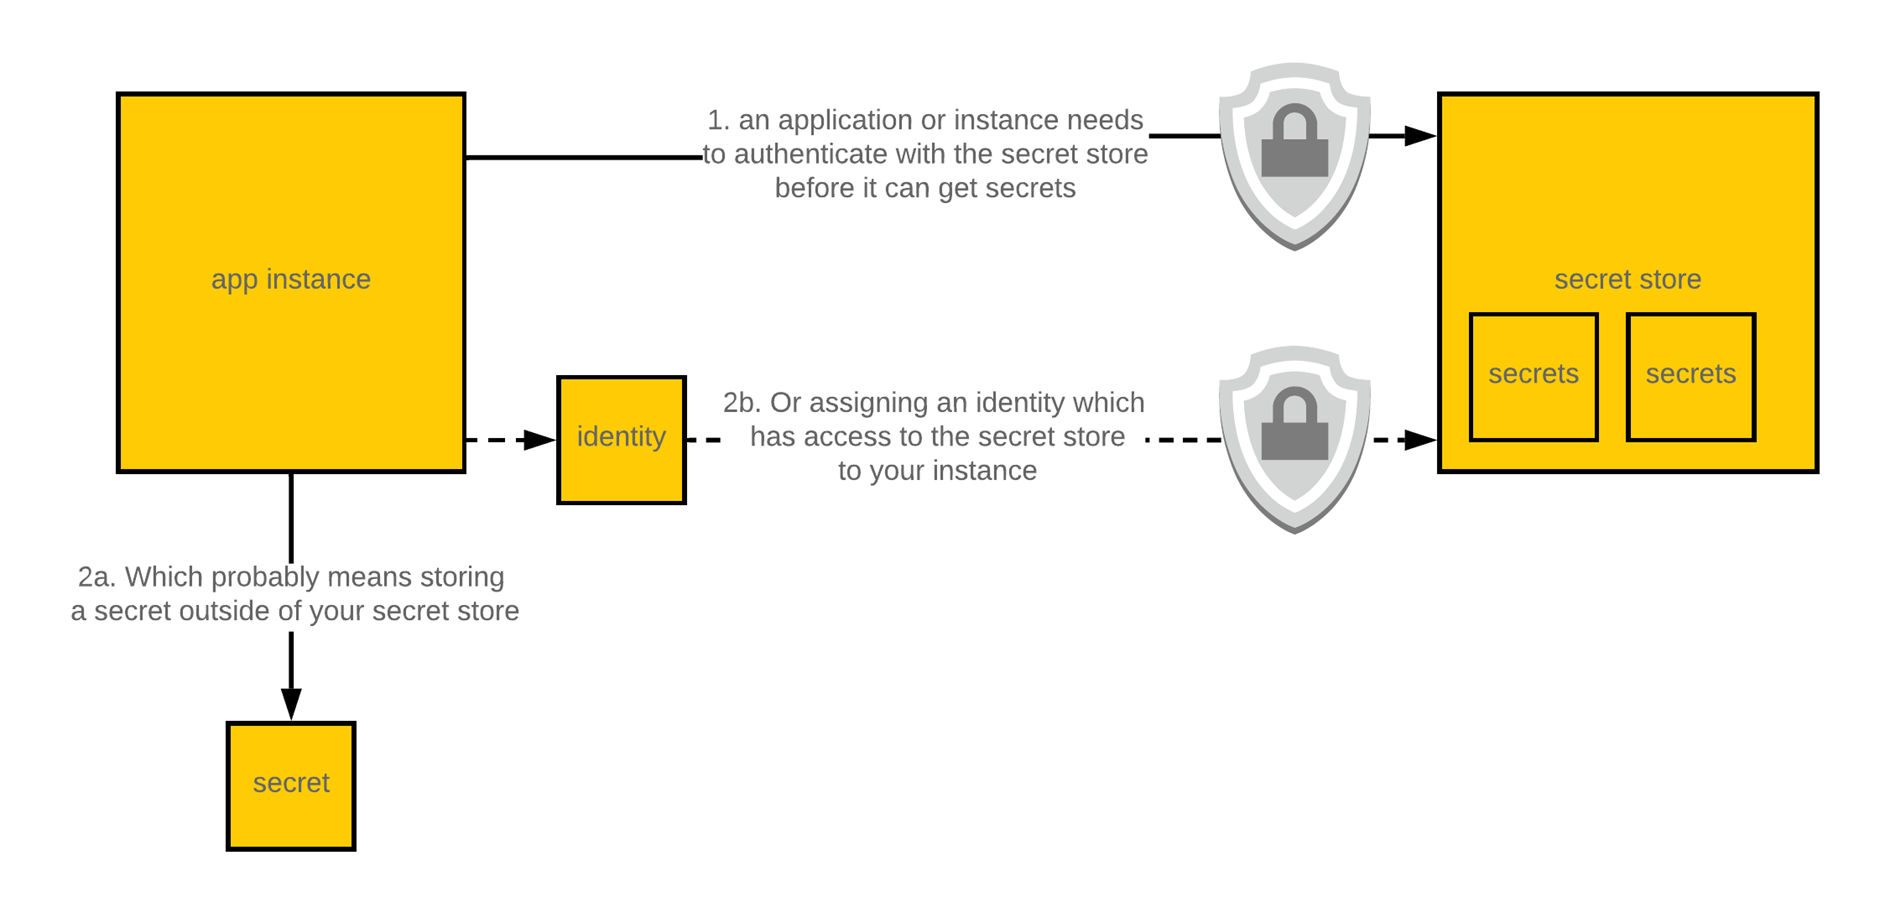 1. an application or instance needs
to authenticate with the secret store
before it can get secrets
app instance
secret store
secrets
secrets
identity
2b. Or assigning an identity which
has access to the secret store
to your instance
2a. Which probably means storing
a secret outside of your secret store
secret